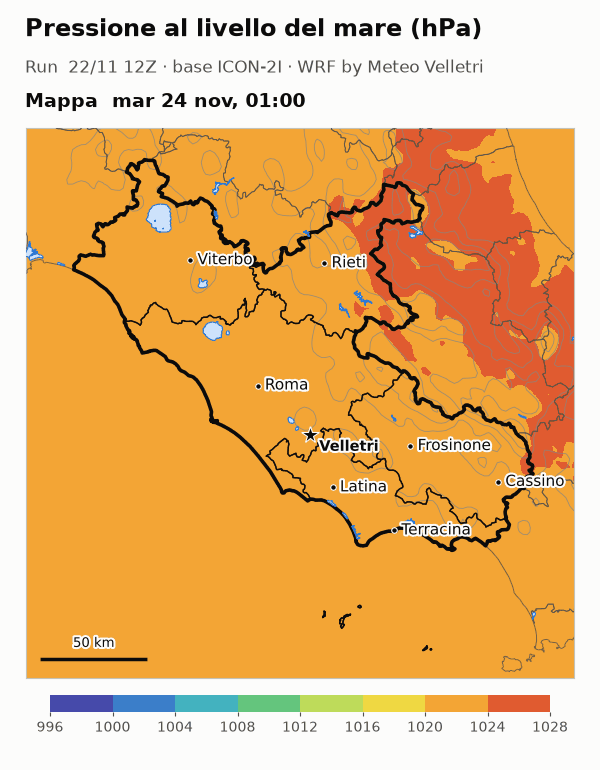 Pressione al livello del mare (hPa)
Run  22/11 12Z · base ICON-2I · WRF by Meteo Velletri
Mappa  mar 24 nov, 01:00
Viterbo
Rieti
Roma
Velletri
Frosinone
Latina
Cassino
Terracina
50 km
996 1000 1004 1008 1012 1016 1020 1024 1028